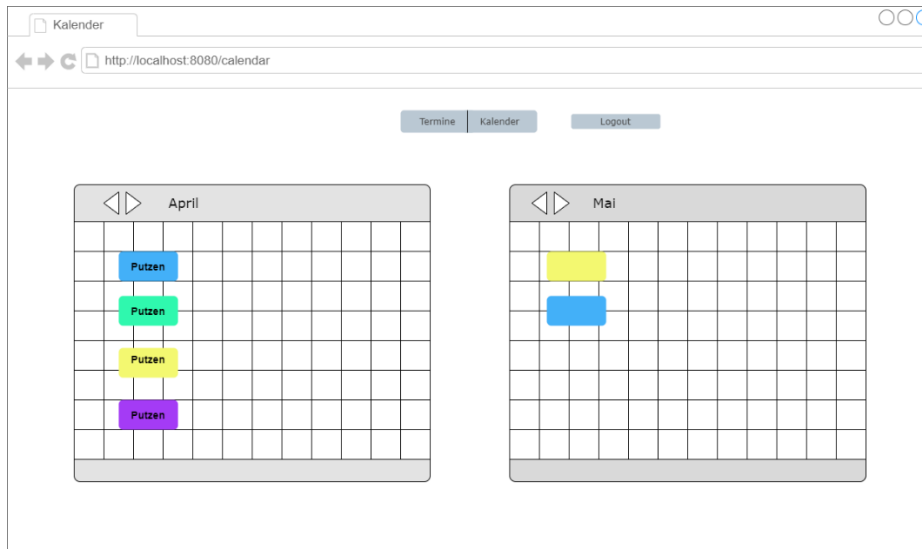 Kalender
http://localhost:8080/calendar
Termine Kalender Logout
April
Mai
Putzen
Putzen
Putzen
Putzen